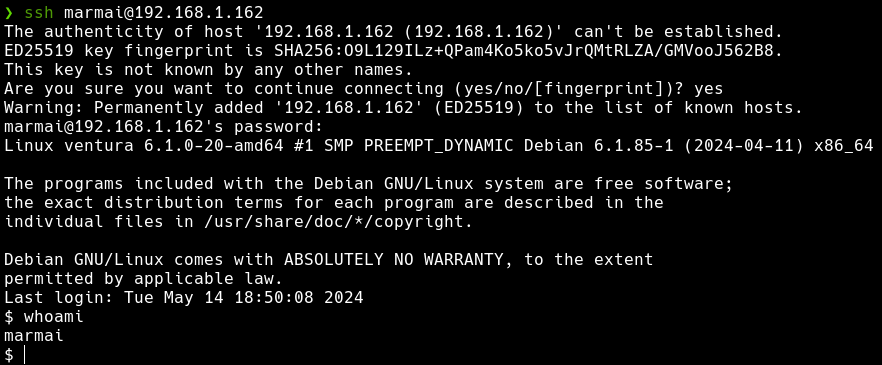 ❯ ssh marmai@192.168.1.162
The authenticity of host '192.168.1.162 (192.168.1.162)' can't be established.
ED25519 key fingerprint is SHA256:O9L129ILz+QPam4Ko5ko5vJrQMtRLZA/GMVooJ562B8.
This key is not known by any other names.
Are you sure you want to continue connecting (yes/no/[fingerprint])? yes
Warning: Permanently added '192.168.1.162' (ED25519) to the list of known hosts.
marmai@192.168.1.162's password:
Linux ventura 6.1.0-20-amd64 #1 SMP PREEMPT_DYNAMIC Debian 6.1.85-1 (2024-04-11) x86_64
The programs included with the Debian GNU/Linux system are free software;
the exact distribution terms for each program are described in the
individual files in /usr/share/doc/*/copyright.
Debian GNU/Linux comes with ABSOLUTELY NO WARRANTY, to the extent
permitted by applicable law.
Last login: Tue May 14 18:50:08 2024
$ whoami
marmai
$